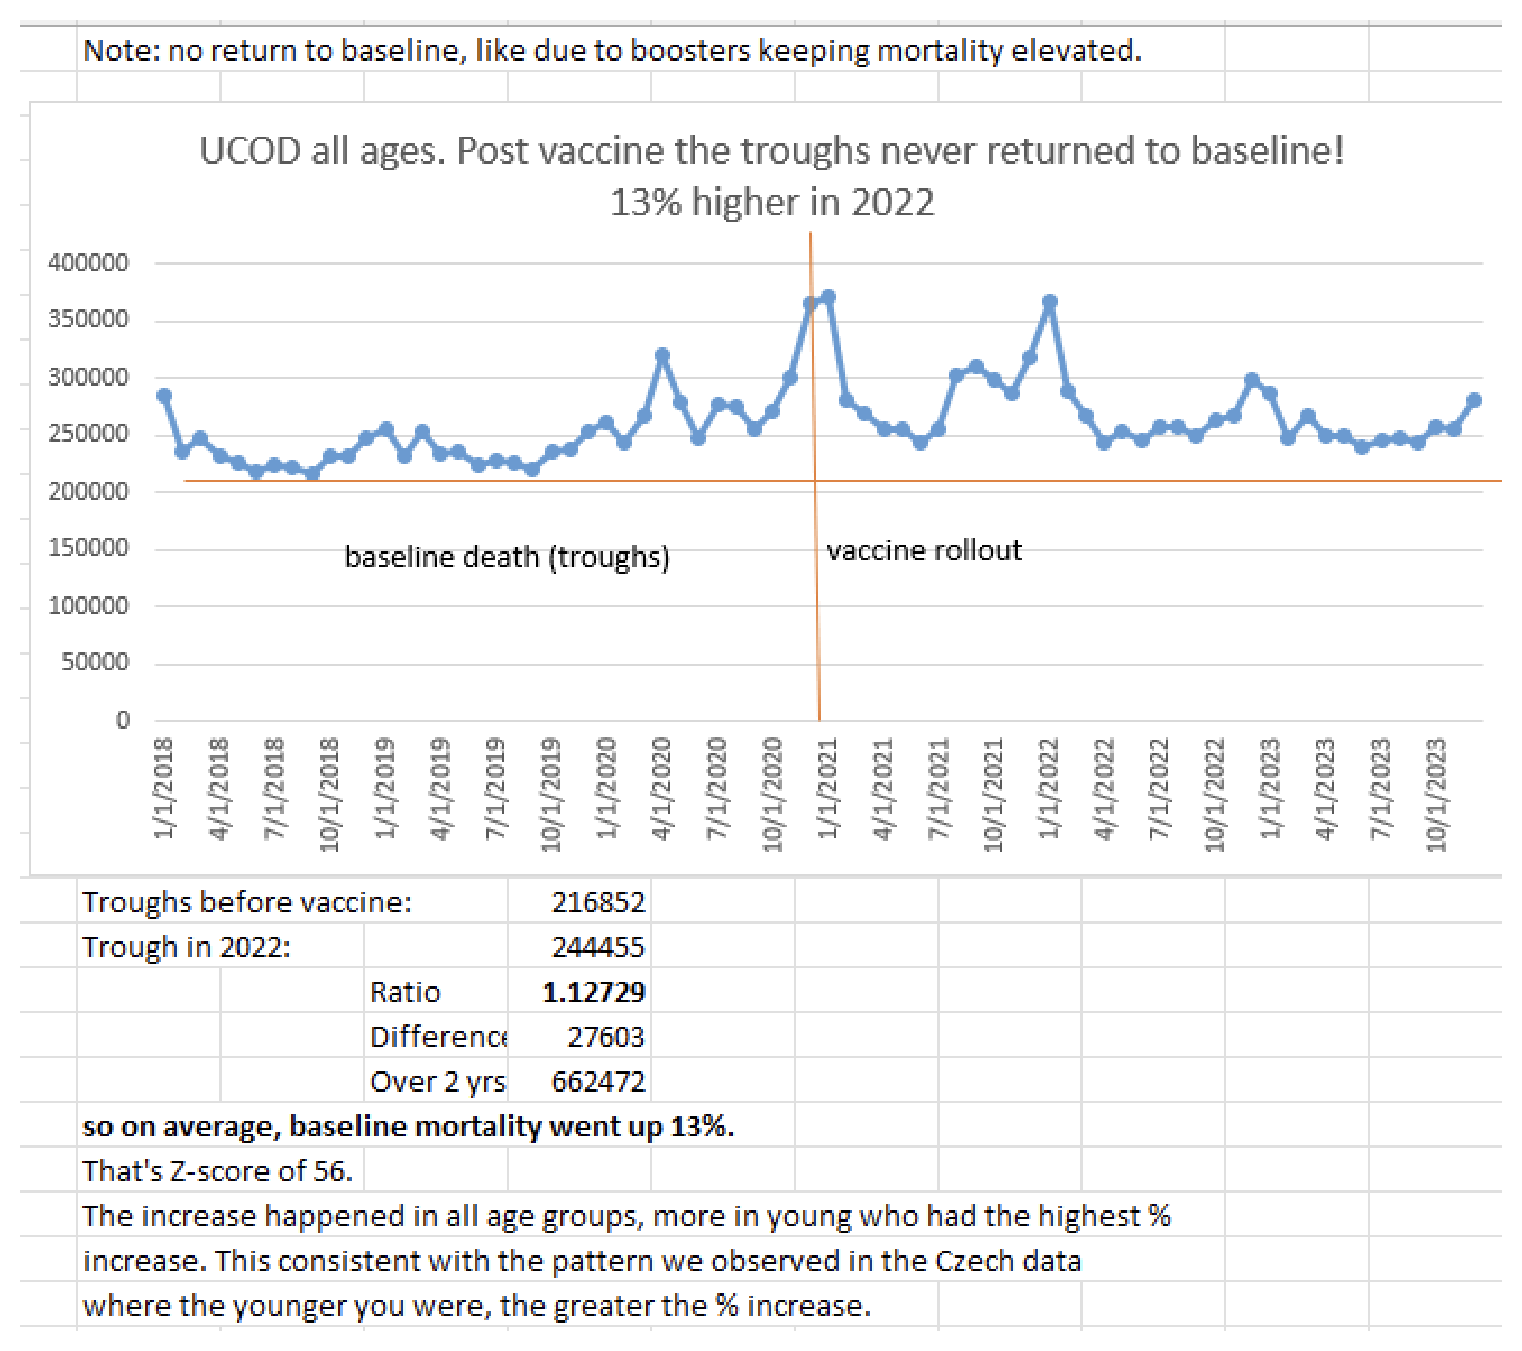 Note: no return to baseline, like due to boosters keeping mortality elevated.
UCOD all ages. Post vaccine the troughs never returned to baseline!
13% higher in 2022
400000
350000
300000
250000
200000
150000
100000
50000
0
baseline death (troughs)
vaccine rollout
1/1/2018
4/1/2018
7/1/2018
10/1/2018
1/1/2019
4/1/2019
7/1/2019
10/1/2019
1/1/2020
4/1/2020
7/1/2020
10/1/2020
1/1/2021
4/1/2021
7/1/2021
10/1/2021
1/1/2022
4/1/2022
7/1/2022
10/1/2022
1/1/2023
4/1/2023
7/1/2023
10/1/2023
Troughs before vaccine: 216852
Trough in 2022: 244455
Ratio 1.12729
Difference 27603
Over 2 yrs 662472
so on average, baseline mortality went up 13%.
That's Z-score of 56.
The increase happened in all age groups, more in young who had the highest %
increase. This consistent with the pattern we observed in the Czech data
where the younger you were, the greater the % increase.